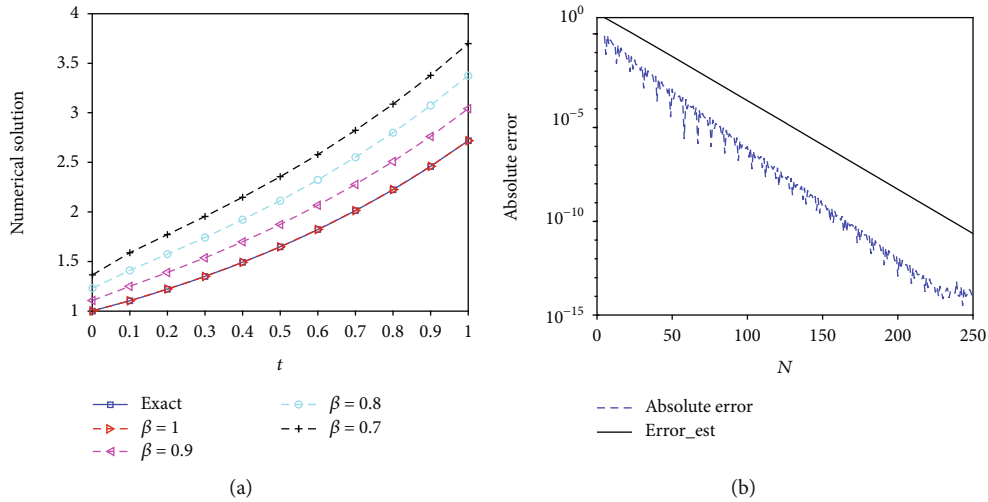 4
3.5
3
2.5
2
1.5
1
Numerical solution
0 0.1 0.2 0.3 0.4 0.5 0.6 0.7 0.8 0.9 1
t
Exact
β = 1
β = 0.9
β = 0.8
β = 0.7
(a)
10^0
10^-5
10^-10
10^-15
Absolute error
0 50 100 150 200 250
N
Absolute error
Error_est
(b)